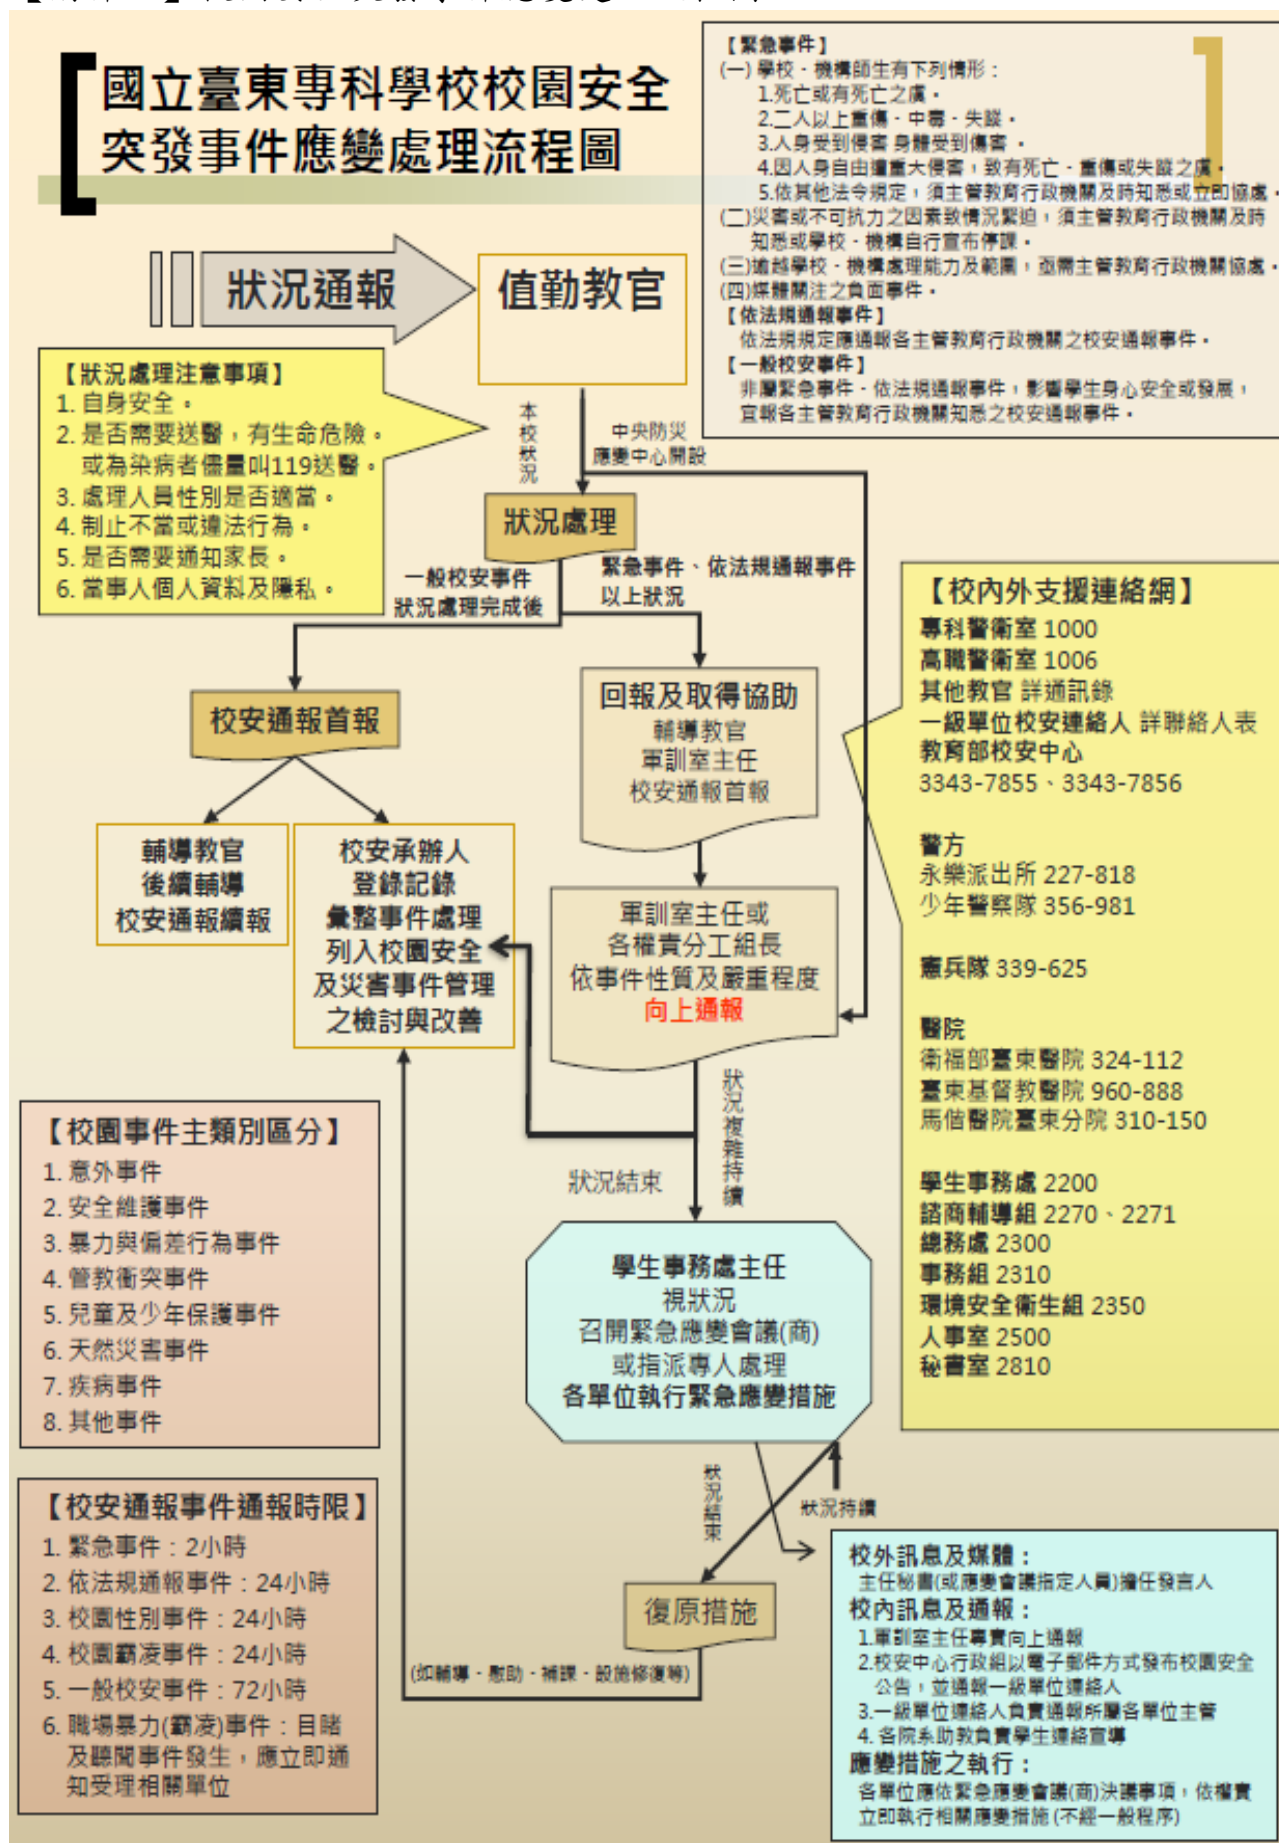 國立臺東專科學校校園安全
突發事件應變處理流程圖
【緊急事件】
(一) 學校、機構師生有下列情形：
1.死亡或有死亡之虞。
2.二人以上重傷、中毒、失蹤。
3.人身受到侵害 身體受到傷害 。
4.因人身自由遭重大侵害，致有死亡、重傷或失蹤之虞。
5.依其他法令規定，須主管教育行政機關及時知悉或立即協處。
(二)災害或不可抗力之因素致情況緊迫，須主管教育行政機關及時
知悉或學校、機構自行宣布停課。
(三)逾越學校、機構處理能力及範圍，亟需主管教育行政機關協處。
(四)媒體關注之負面事件。
【依法規通報事件】
依法規規定應通報各主管教育行政機關之校安通報事件。
【一般校安事件】
非屬緊急事件、依法規通報事件，影響學生身心安全或發展，
宜報各主管教育行政機關知悉之校安通報事件。
狀況通報
值勤教官
【狀況處理注意事項】
1. 自身安全。
2. 是否需要送醫，有生命危險。
或為染病者儘量叫119送醫。
3. 處理人員性別是否適當。
4. 制止不當或違法行為。
5. 是否需要通知家長。
6. 當事人個人資料及隱私。
本校狀況
中央防災
應變中心開設
狀況處理
一般校安事件
狀況處理完成後
緊急事件、依法規通報事件
以上狀況
校安通報首報
回報及取得協助
輔導教官
軍訓室主任
校安通報首報
輔導教官
後續輔導
校安通報續報
校安承辦人
登錄記錄
彙整事件處理
列入校園安全
及災害事件管理
之檢討與改善
軍訓室主任或
各權責分工組長
依事件性質及嚴重程度
向上通報
【校內外支援連絡網】
專科警衛室 1000
高職警衛室 1006
其他教官 詳通訊錄
一級單位校安連絡人 詳聯絡人表
教育部校安中心
3343-7855、3343-7856
警方
永樂派出所 227-818
少年警察隊 356-981
憲兵隊 339-625
醫院
衛福部臺東醫院 324-112
臺東基督教醫院 960-888
馬偕醫院臺東分院 310-150
學生事務處 2200
諮商輔導組 2270、2271
總務處 2300
事務組 2310
環境安全衛生組 2350
人事室 2500
秘書室 2810
狀況複雜持續
狀況結束
【校園事件主類別區分】
1. 意外事件
2. 安全維護事件
3. 暴力與偏差行為事件
4. 管教衝突事件
5. 兒童及少年保護事件
6. 天然災害事件
7. 疾病事件
8. 其他事件
學生事務處主任
視狀況
召開緊急應變會議(商)
或指派專人處理
各單位執行緊急應變措施
狀況結束
狀況持續
【校安通報事件通報時限】
1. 緊急事件：2小時
2. 依法規通報事件：24小時
3. 校園性別事件：24小時
4. 校園霸凌事件：24小時
5. 一般校安事件：72小時
6. 職場暴力(霸凌)事件：目睹
及聽聞事件發生，應立即通
知受理相關單位
復原措施
(如輔導、慰助、補課、設施修復等)
校外訊息及媒體：
主任秘書(或應變會議指定人員)擔任發言人
校內訊息及通報：
1.軍訓室主任專責向上通報
2.校安中心行政組以電子郵件方式發布校園安全
公告，並通報一級單位連絡人
3.一級單位連絡人負責通報所屬各單位主管
4. 各院系助教負責學生連絡宣導
應變措施之執行：
各單位應依緊急應變會議(商)決議事項，依權責
立即執行相關應變措施 (不經一般程序)